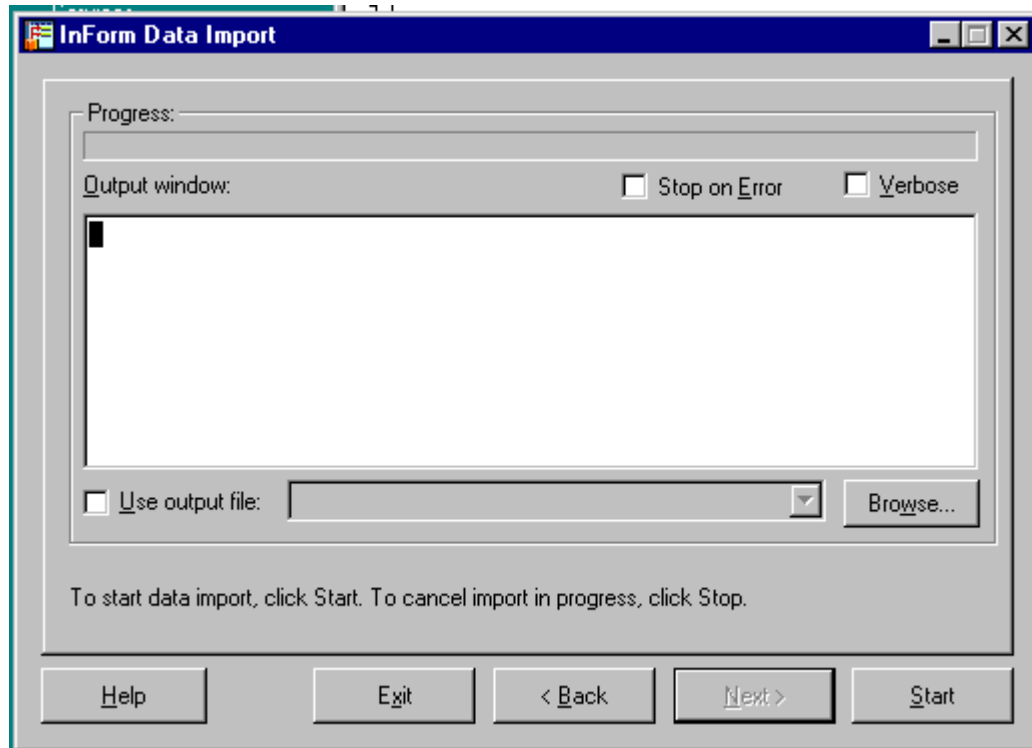 InForm Data Import
Progress:
Output window:
Stop on Error
Verbose
Use output file:
Browse...
To start data import, click Start. To cancel import in progress, click Stop.
Help
Exit
< Back
Next >
Start